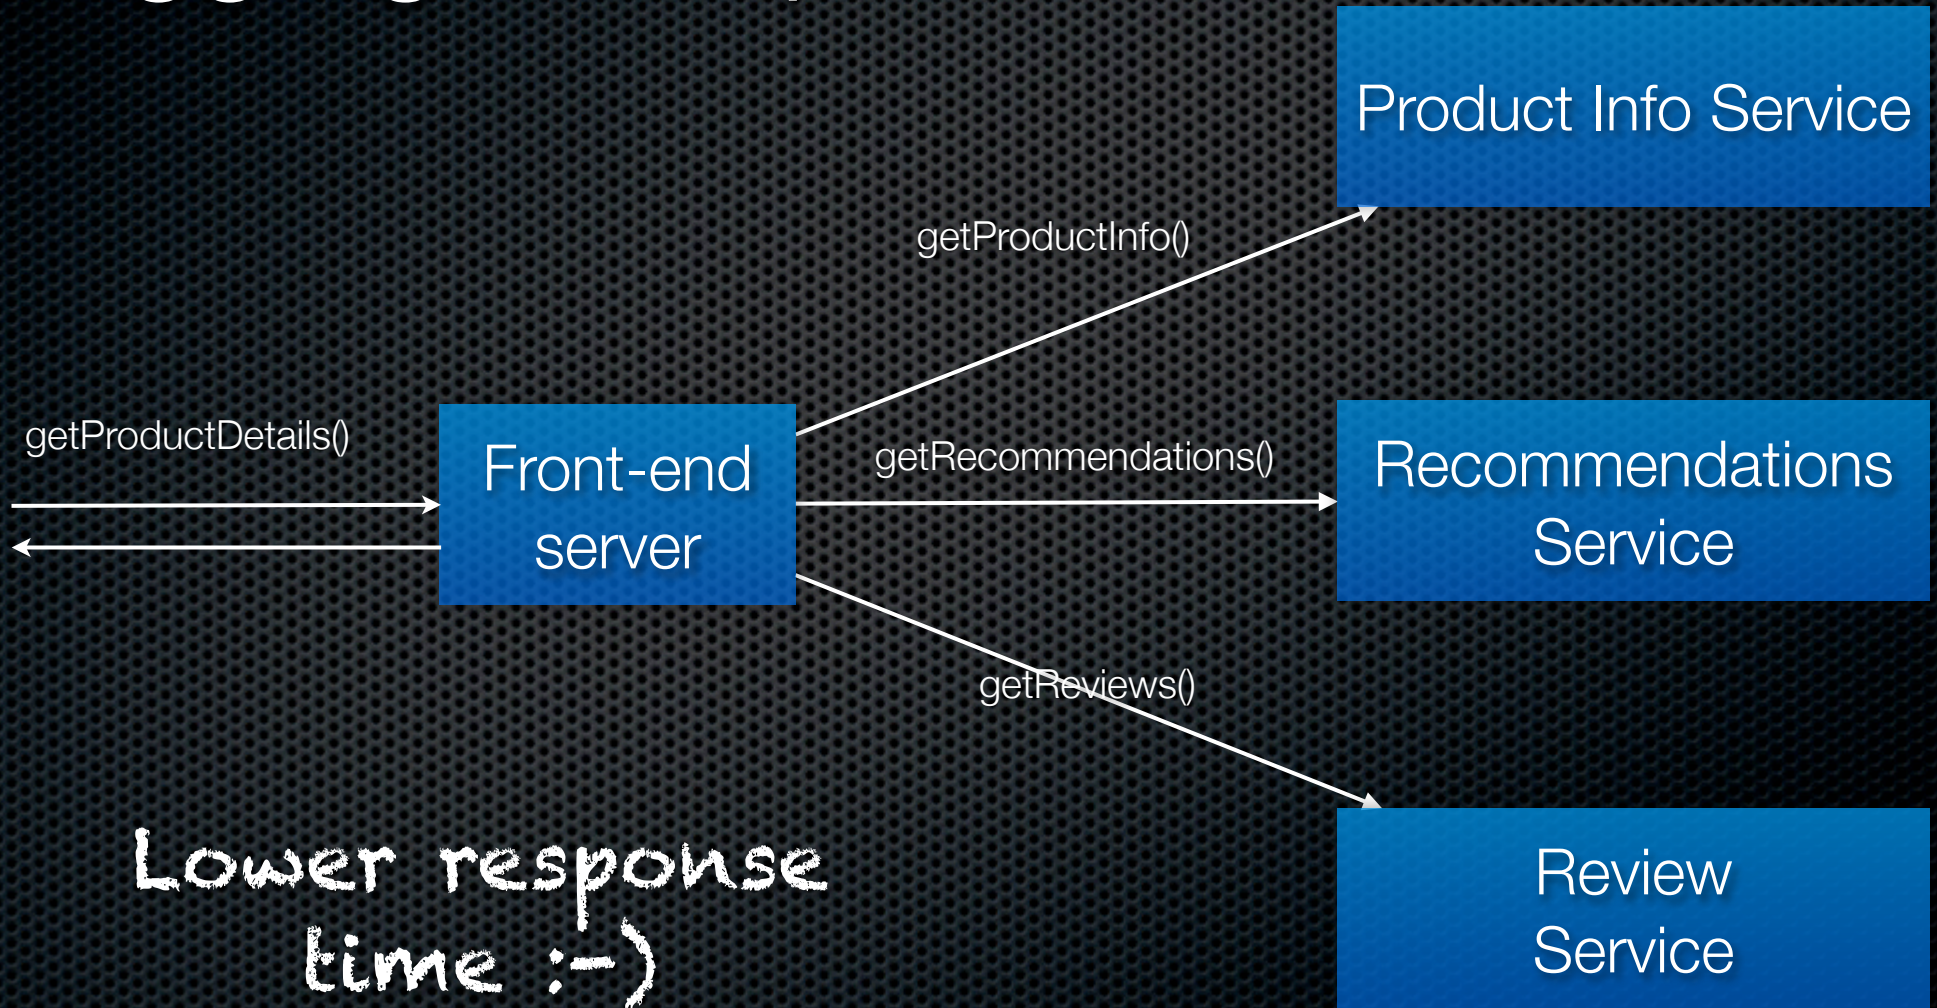 Product Info Service
getProductInfo()
getProductDetails()
Front-end
server
getRecommendations()
Recommendations
Service
getReviews()
Lower response
time :-)
Review
Service